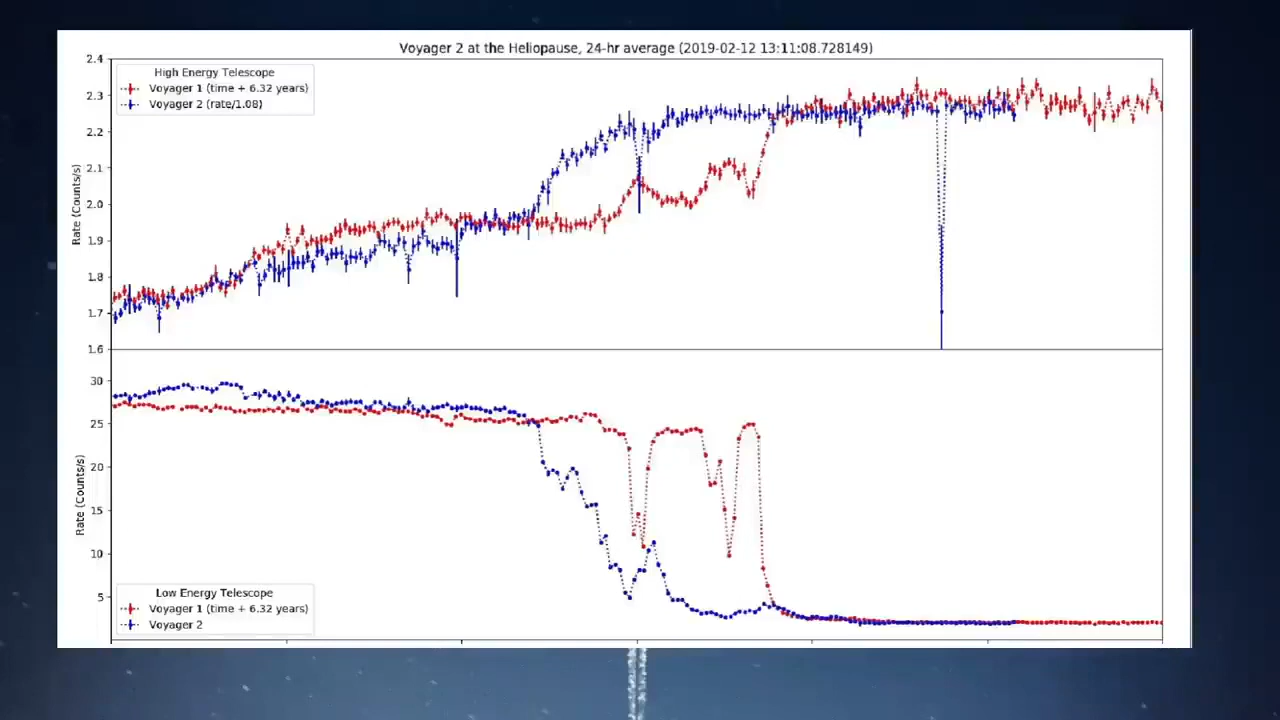 Voyager 2 at the Heliopause, 24-hr average (2019-02-12 13:11:08.728149)
High Energy Telescope
Voyager 1 (time + 6.32 years)
Voyager 2 (rate/1.08)
Rate (Counts/s)
2.4
2.3
2.2
2.1
2.0
1.9
1.8
1.7
1.6
Rate (Counts/s)
30
25
20
15
10
5
Low Energy Telescope
Voyager 1 (time + 6.32 years)
Voyager 2